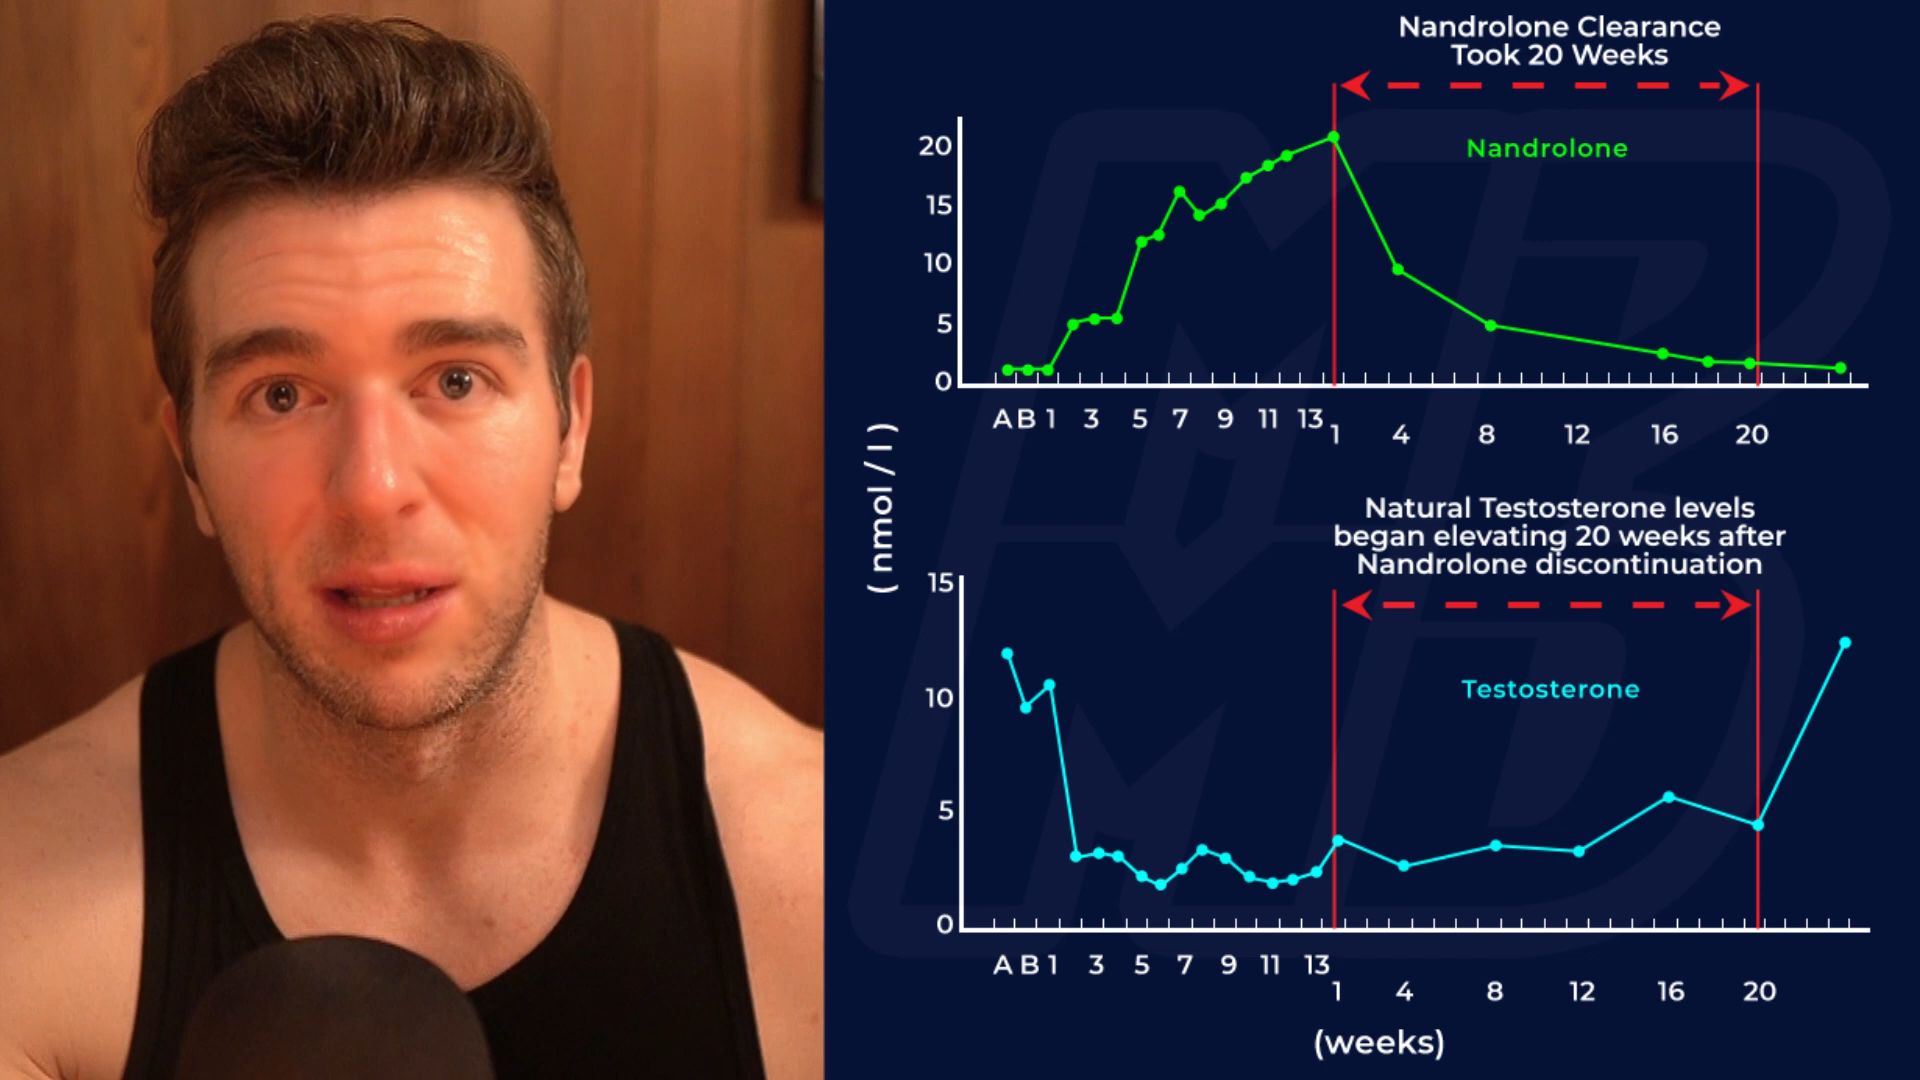 Nandrolone Clearance
Took 20 Weeks
Nandrolone
20
15
10
5
0
A B 1 3 5 7 9 11 13
1 4 8 12 16 20
(nmol/l)
Natural Testosterone levels
began elevating 20 weeks after
Nandrolone discontinuation
Testosterone
15
10
5
0
A B 1 3 5 7 9 11 13
1 4 8 12 16 20
(weeks)